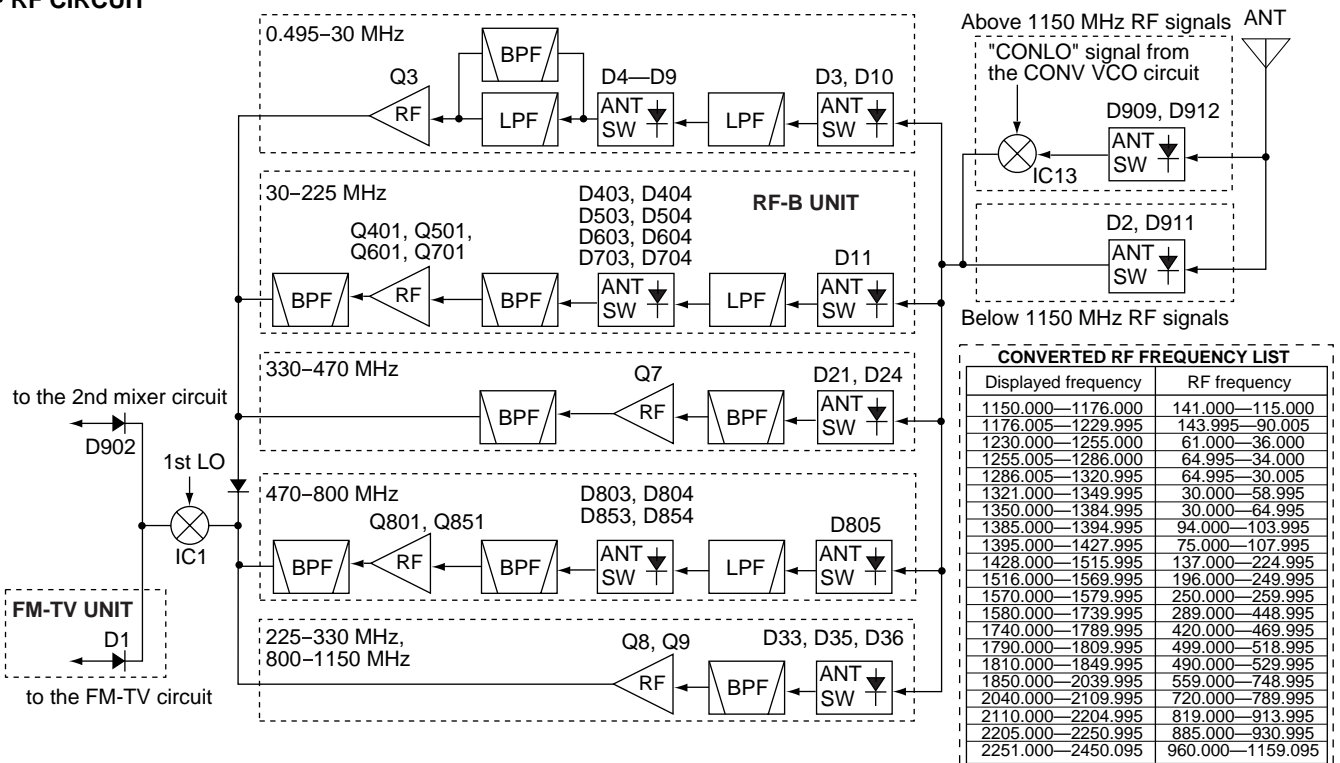 RF CIRCUIT
0.495–30 MHz
BPF
Q3
RF
LPF
D4—D9
ANT
SW
LPF
D3, D10
ANT
SW
30–225 MHz
RF-B UNIT
D403, D404
D503, D504
D603, D604
D703, D704
Q401, Q501,
Q601, Q701
BPF
RF
BPF
ANT
SW
LPF
D11
ANT
SW
330–470 MHz
Q7
D21, D24
BPF
RF
BPF
ANT
SW
470–800 MHz
Q801, Q851
D803, D804
D853, D854
D805
BPF
RF
BPF
ANT
SW
LPF
ANT
SW
225–330 MHz,
800–1150 MHz
Q8, Q9
D33, D35, D36
RF
BPF
ANT
SW
to the 2nd mixer circuit
D902
1st LO
IC1
FM-TV UNIT
D1
to the FM-TV circuit
Above 1150 MHz RF signals
ANT
"CONLO" signal from
the CONV VCO circuit
D909, D912
ANT
SW
IC13
D2, D911
ANT
SW
Below 1150 MHz RF signals
CONVERTED RF FREQUENCY LIST
Displayed frequency RF frequency
1150.000—1176.000 141.000—115.000
1176.005—1229.995 143.995—90.005
1230.000—1255.000 61.000—36.000
1255.005—1286.000 64.995—34.000
1286.005—1320.995 64.995—30.005
1321.000—1349.995 30.000—58.995
1350.000—1384.995 30.000—64.995
1385.000—1394.995 94.000—103.995
1395.000—1427.995 75.000—107.995
1428.000—1515.995 137.000—224.995
1516.000—1569.995 196.000—249.995
1570.000—1579.995 250.000—259.995
1580.000—1739.995 289.000—448.995
1740.000—1789.995 420.000—469.995
1790.000—1809.995 499.000—518.995
1810.000—1849.995 490.000—529.995
1850.000—2039.995 559.000—748.995
2040.000—2109.995 720.000—789.995
2110.000—2204.995 819.000—913.995
2205.000—2250.995 885.000—930.995
2251.000—2450.095 960.000—1159.095